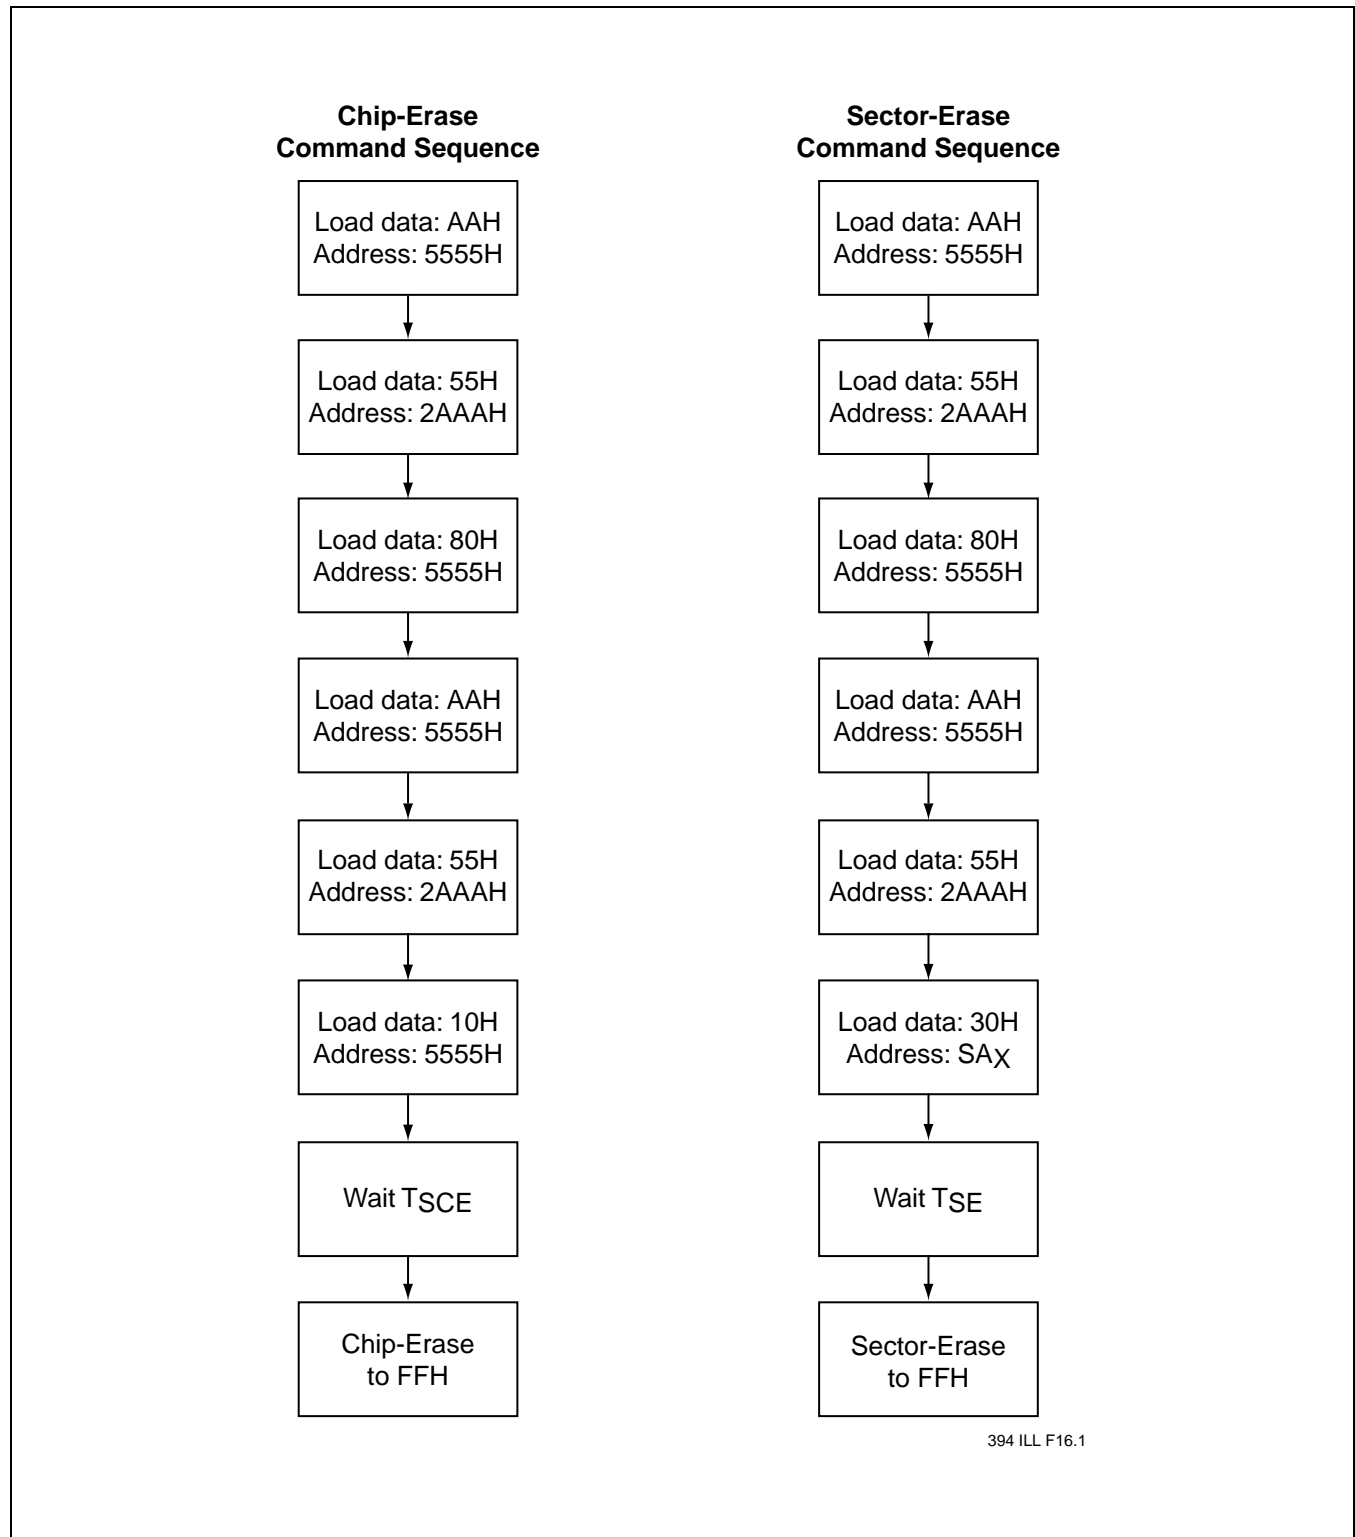 Chip-Erase
Command Sequence
Load data: AAH
Address: 5555H
Load data: 55H
Address: 2AAAH
Load data: 80H
Address: 5555H
Load data: AAH
Address: 5555H
Load data: 55H
Address: 2AAAH
Load data: 10H
Address: 5555H
Wait TSCE
Chip-Erase
to FFH
Sector-Erase
Command Sequence
Load data: AAH
Address: 5555H
Load data: 55H
Address: 2AAAH
Load data: 80H
Address: 5555H
Load data: AAH
Address: 5555H
Load data: 55H
Address: 2AAAH
Load data: 30H
Address: SAX
Wait TSE
Sector-Erase
to FFH
394 ILL F16.1